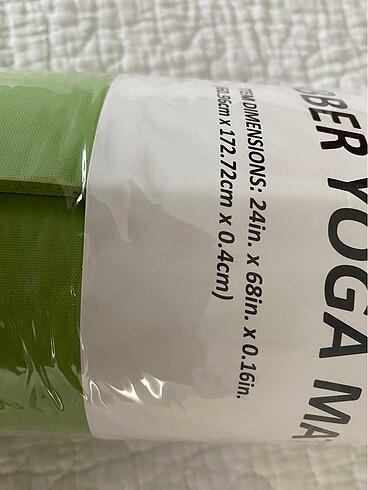 BER YOGA MA
ITEM DIMENSIONS: 24in. x 68in. x 0.16in.
(60.96cm x 172.72cm x 0.4cm)